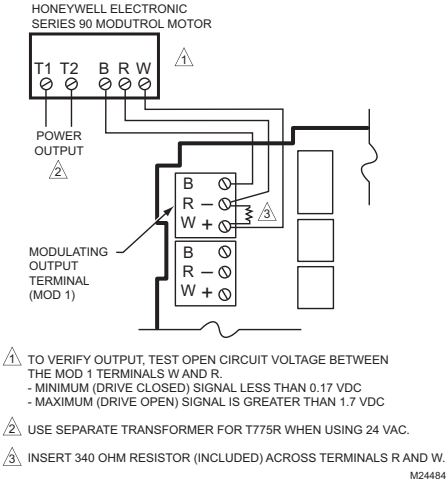 HONEYWELL ELECTRONIC
SERIES 90 MODUTROL MOTOR
1
T1 T2 B R W
POWER
OUTPUT
2
B
R –
W +
3
MODULATING
OUTPUT
TERMINAL
(MOD 1)
B
R –
W +
1 TO VERIFY OUTPUT, TEST OPEN CIRCUIT VOLTAGE BETWEEN
THE MOD 1 TERMINALS W AND R.
- MINIMUM (DRIVE CLOSED) SIGNAL LESS THAN 0.17 VDC
- MAXIMUM (DRIVE OPEN) SIGNAL IS GREATER THAN 1.7 VDC
2 USE SEPARATE TRANSFORMER FOR T775R WHEN USING 24 VAC.
3 INSERT 340 OHM RESISTOR (INCLUDED) ACROSS TERMINALS R AND W.
M24484